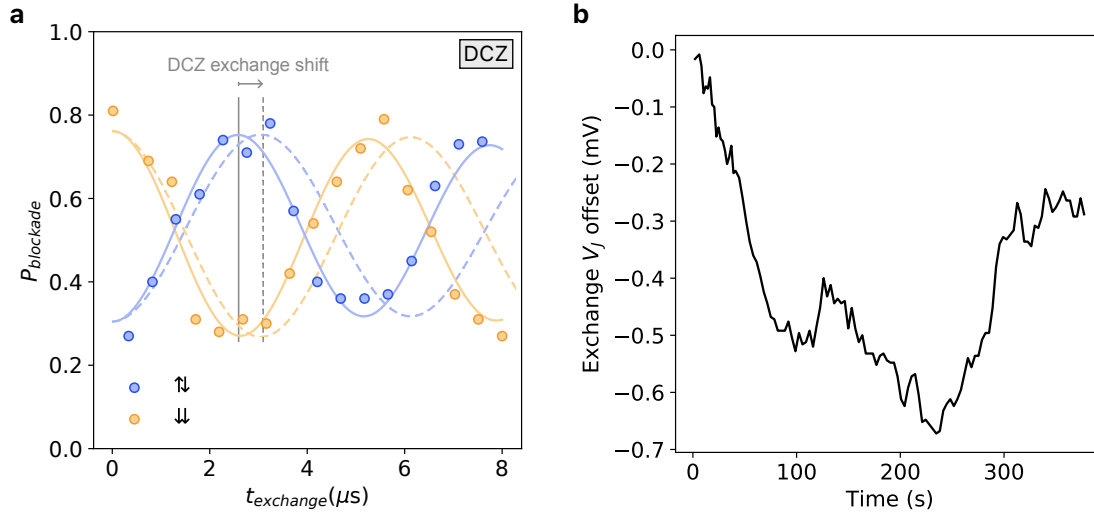 a
DCZ
DCZ exchange shift
P_blockade
1.0
0.8
0.6
0.4
0.2
0.0
⇅
⇊
0 2 4 6 8
t_exchange(μs)
b
Exchange V_J offset (mV)
0.0
−0.1
−0.2
−0.3
−0.4
−0.5
−0.6
−0.7
0 100 200 300
Time (s)